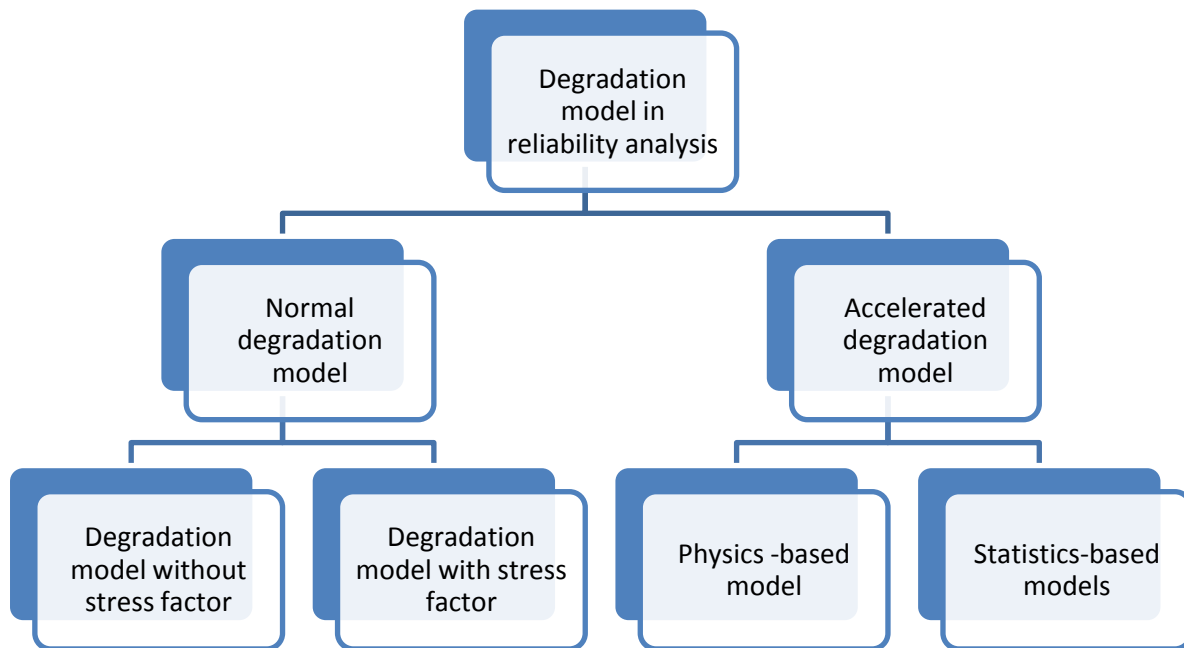 Degradation
model in
reliability analysis
Normal
degradation
model
Accelerated
degradation
model
Degradation
model without
stress factor
Degradation
model with stress
factor
Physics -based
model
Statistics-based
models